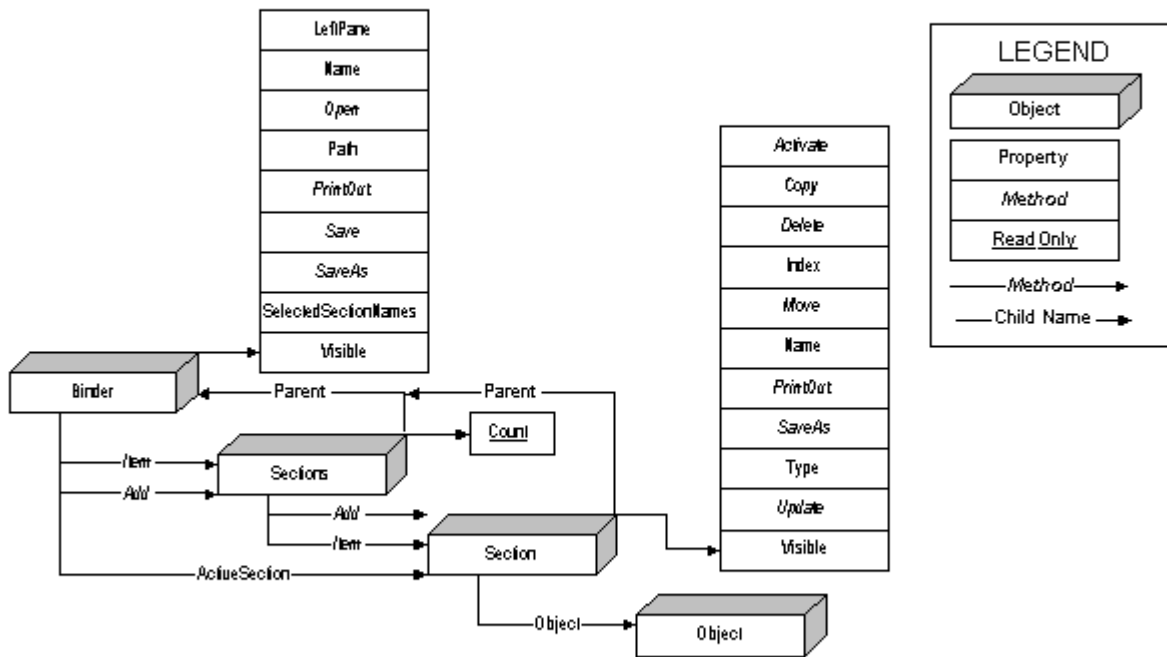 LeftPane
Name
Open
Path
PrintOut
Save
SaveAs
SelectedSectionNames
Visible
Binder
Parent
Parent
Count
Item
Sections
Add
Add
Item
Section
ActiveSection
Object
Object
Activate
Copy
Delete
Index
Move
Name
PrintOut
SaveAs
Type
Update
Visible
LEGEND
Object
Property
Method
Read Only
Method
Child Name